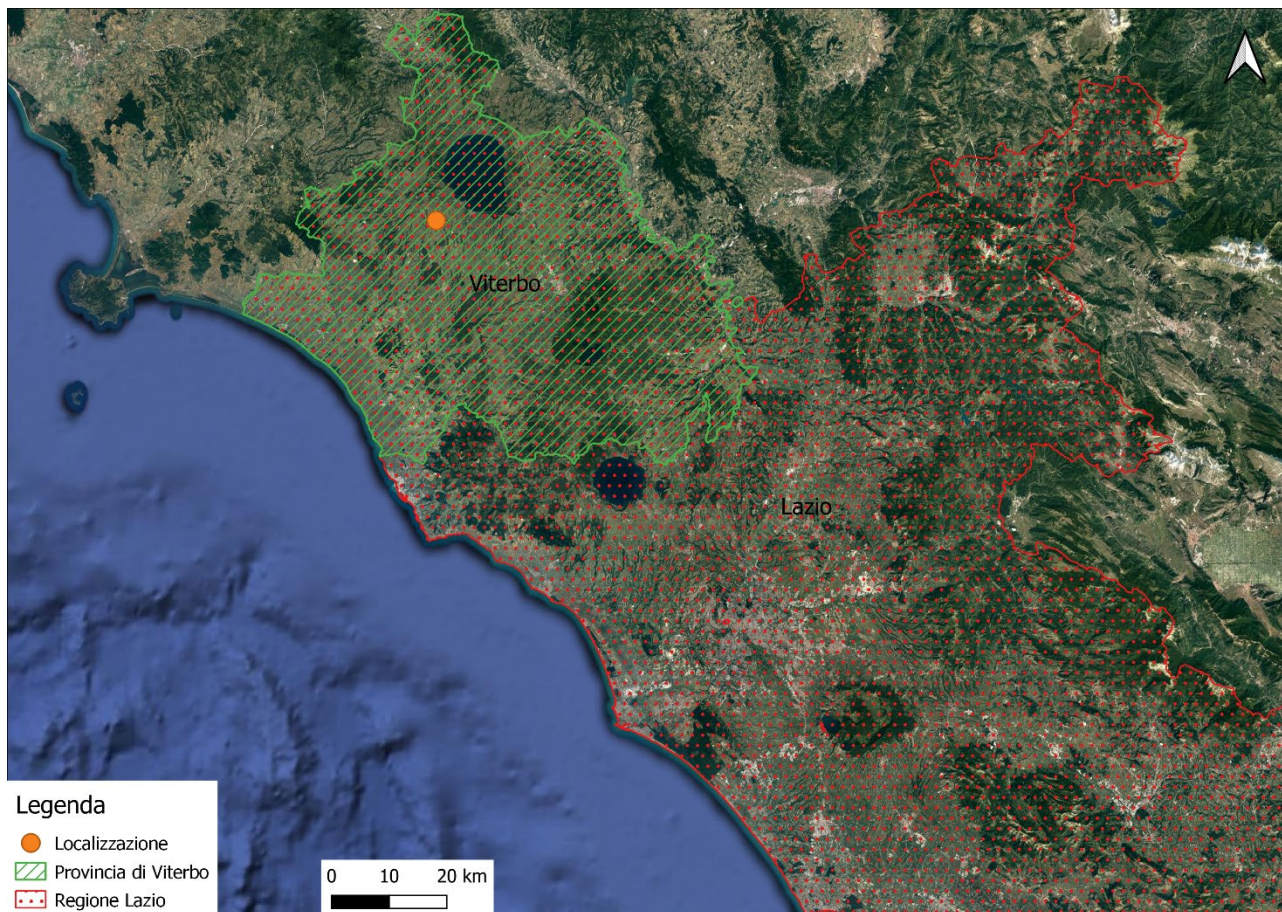 Viterbo
Lazio
Legenda
Localizzazione
Provincia di Viterbo
Regione Lazio
0 10 20 km